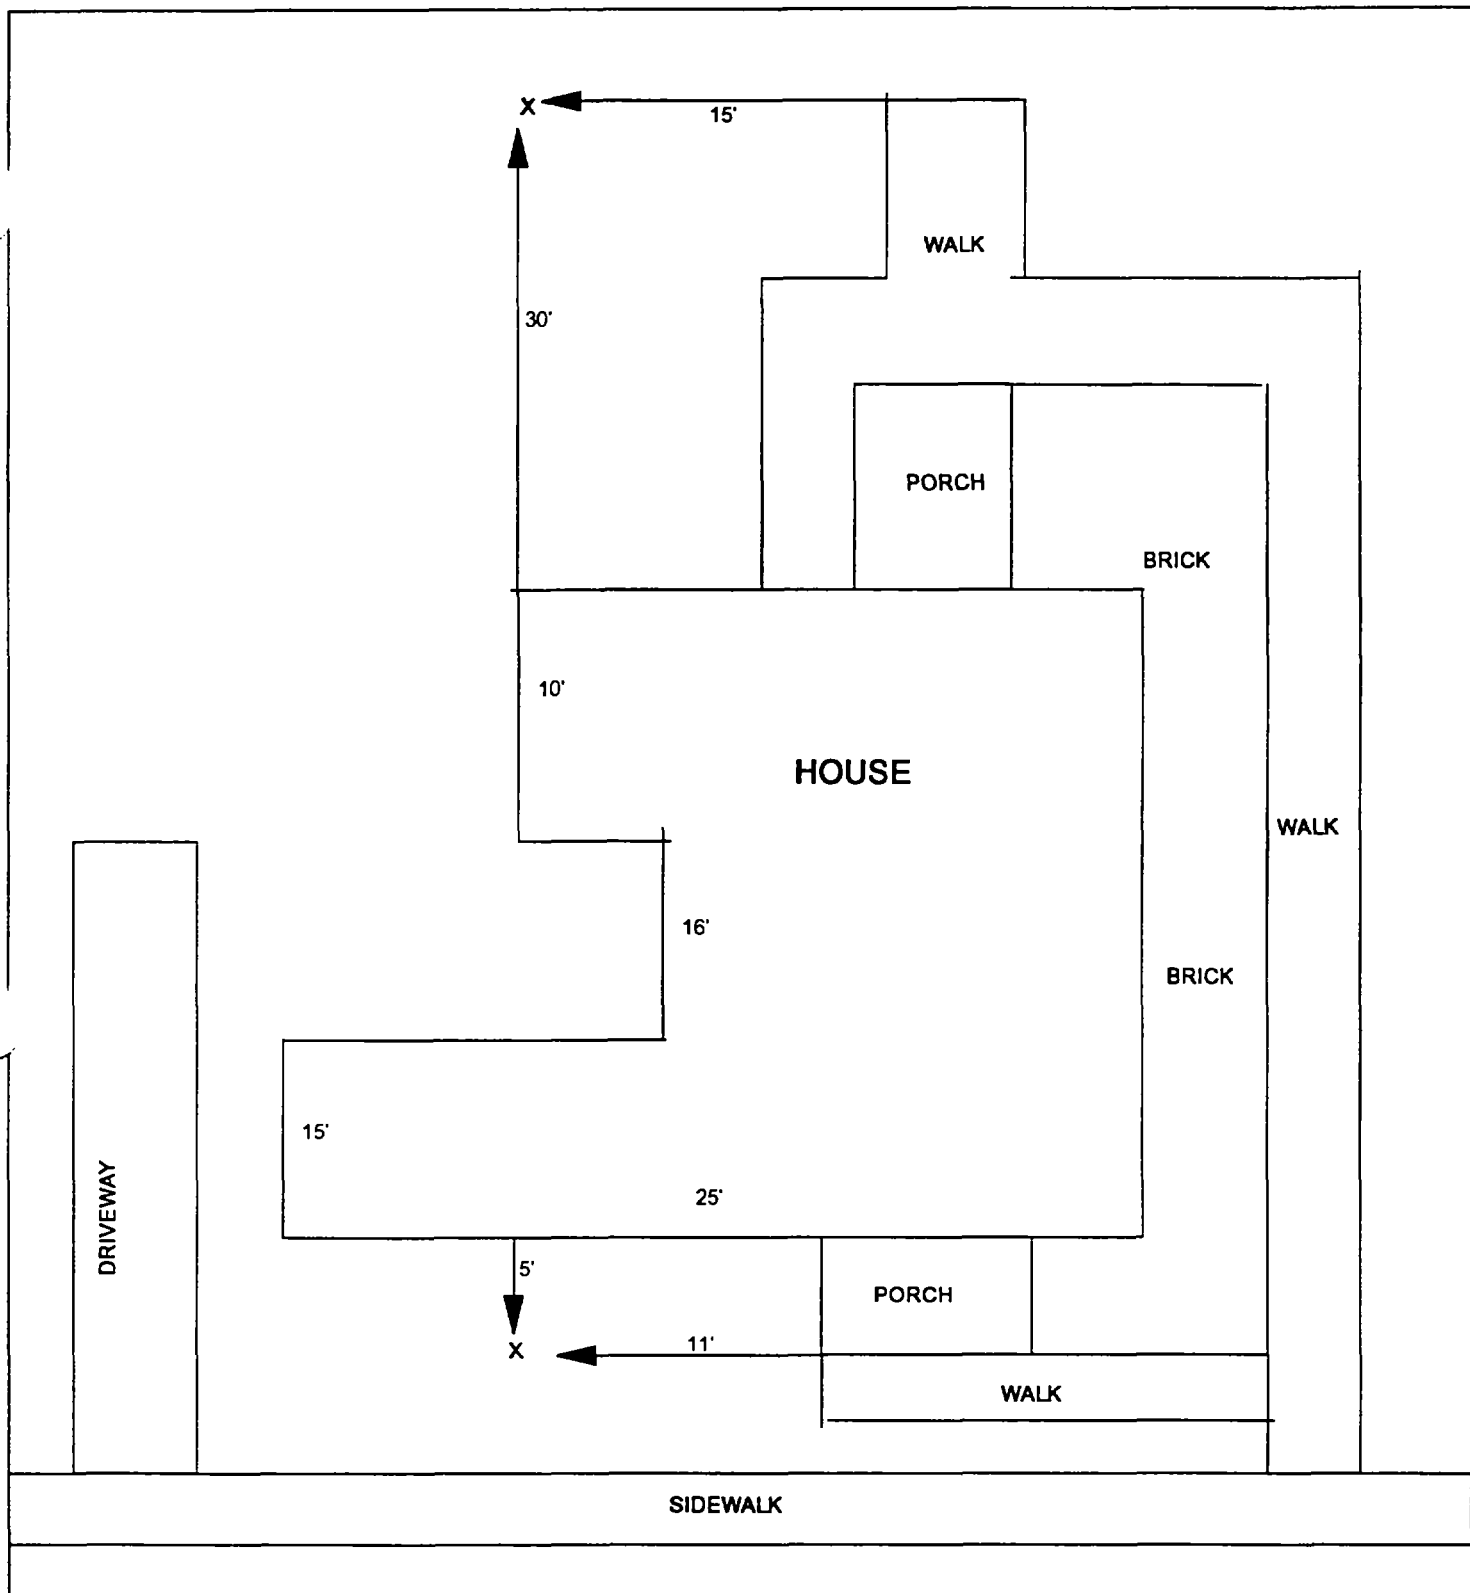 X
15'
WALK
30'
PORCH
BRICK
10'
HOUSE
WALK
16'
BRICK
15'
DRIVEWAY
25'
5'
PORCH
11'
X
WALK
SIDEWALK